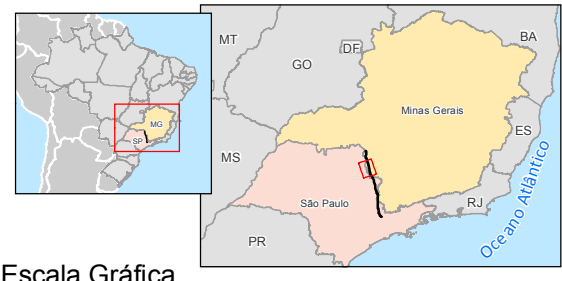 MG
SP
MT
GO
DF
BA
Minas Gerais
ES
MS
São Paulo
RJ
PR
Oceano Atlântico
Escala Gráfica